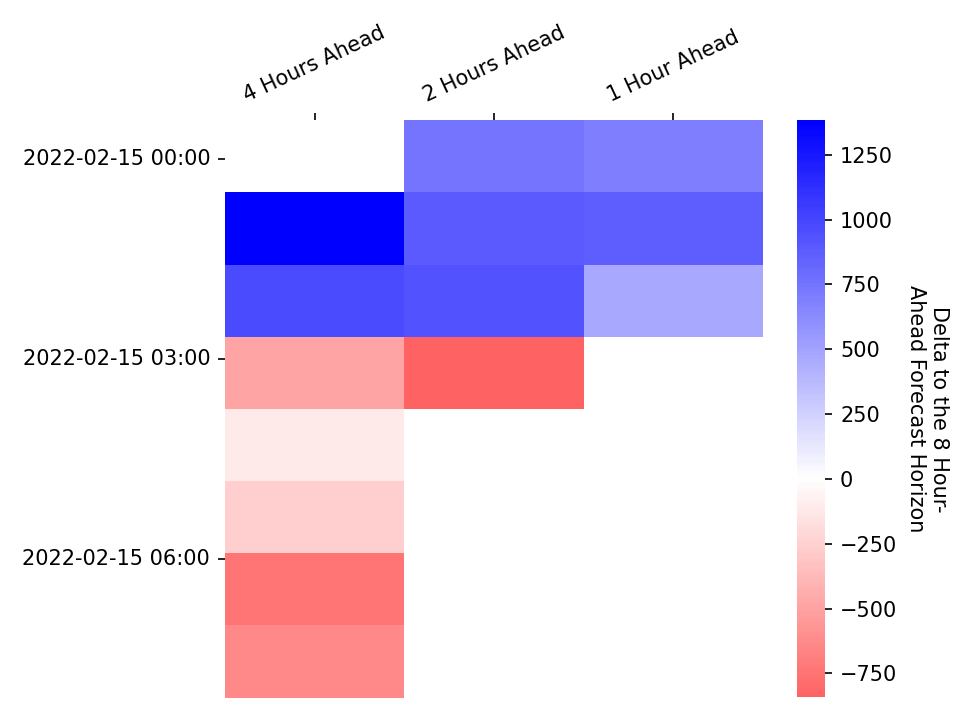 4 Hours Ahead
2 Hours Ahead
1 Hour Ahead
2022-02-15 00:00
2022-02-15 03:00
2022-02-15 06:00
1250
1000
750
500
250
0
−250
−500
−750
Delta to the 8 Hour-
Ahead Forecast Horizon